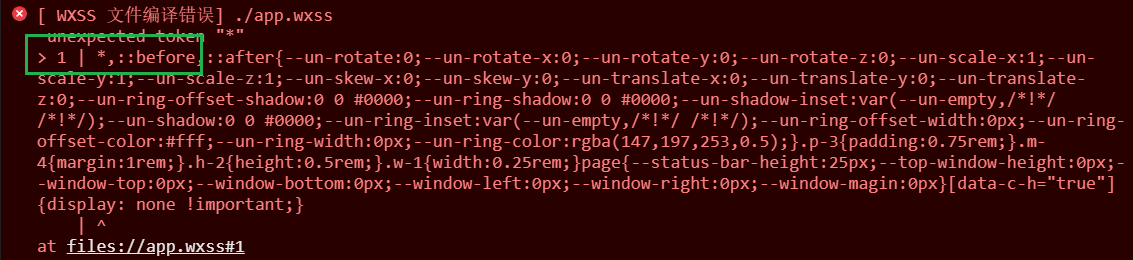 [ WXSS 文件编译错误] ./app.wxss
unexpected token "*"
> 1 | *,::before,::after{--un-rotate:0;--un-rotate-x:0;--un-rotate-y:0;--un-rotate-z:0;--un-scale-x:1;--un-
scale-y:1;--un-scale-z:1;--un-skew-x:0;--un-skew-y:0;--un-translate-x:0;--un-translate-y:0;--un-translate-
z:0;--un-ring-offset-shadow:0 0 #0000;--un-ring-shadow:0 0 #0000;--un-shadow-inset:var(--un-empty,/*!*/
/*!*/);--un-shadow:0 0 #0000;--un-ring-inset:var(--un-empty,/*!*/ /*!*/);--un-ring-offset-width:0px;--un-ring-
offset-color:#fff;--un-ring-width:0px;--un-ring-color:rgba(147,197,253,0.5);}.p-3{padding:0.75rem;}.m-
4{margin:1rem;}.h-2{height:0.5rem;}.w-1{width:0.25rem;}page{--status-bar-height:25px;--top-window-height:0px;-
-window-top:0px;--window-bottom:0px;--window-left:0px;--window-right:0px;--window-magin:0px}[data-c-h="true"]
{display: none !important;}
| ^
at files://app.wxss#1